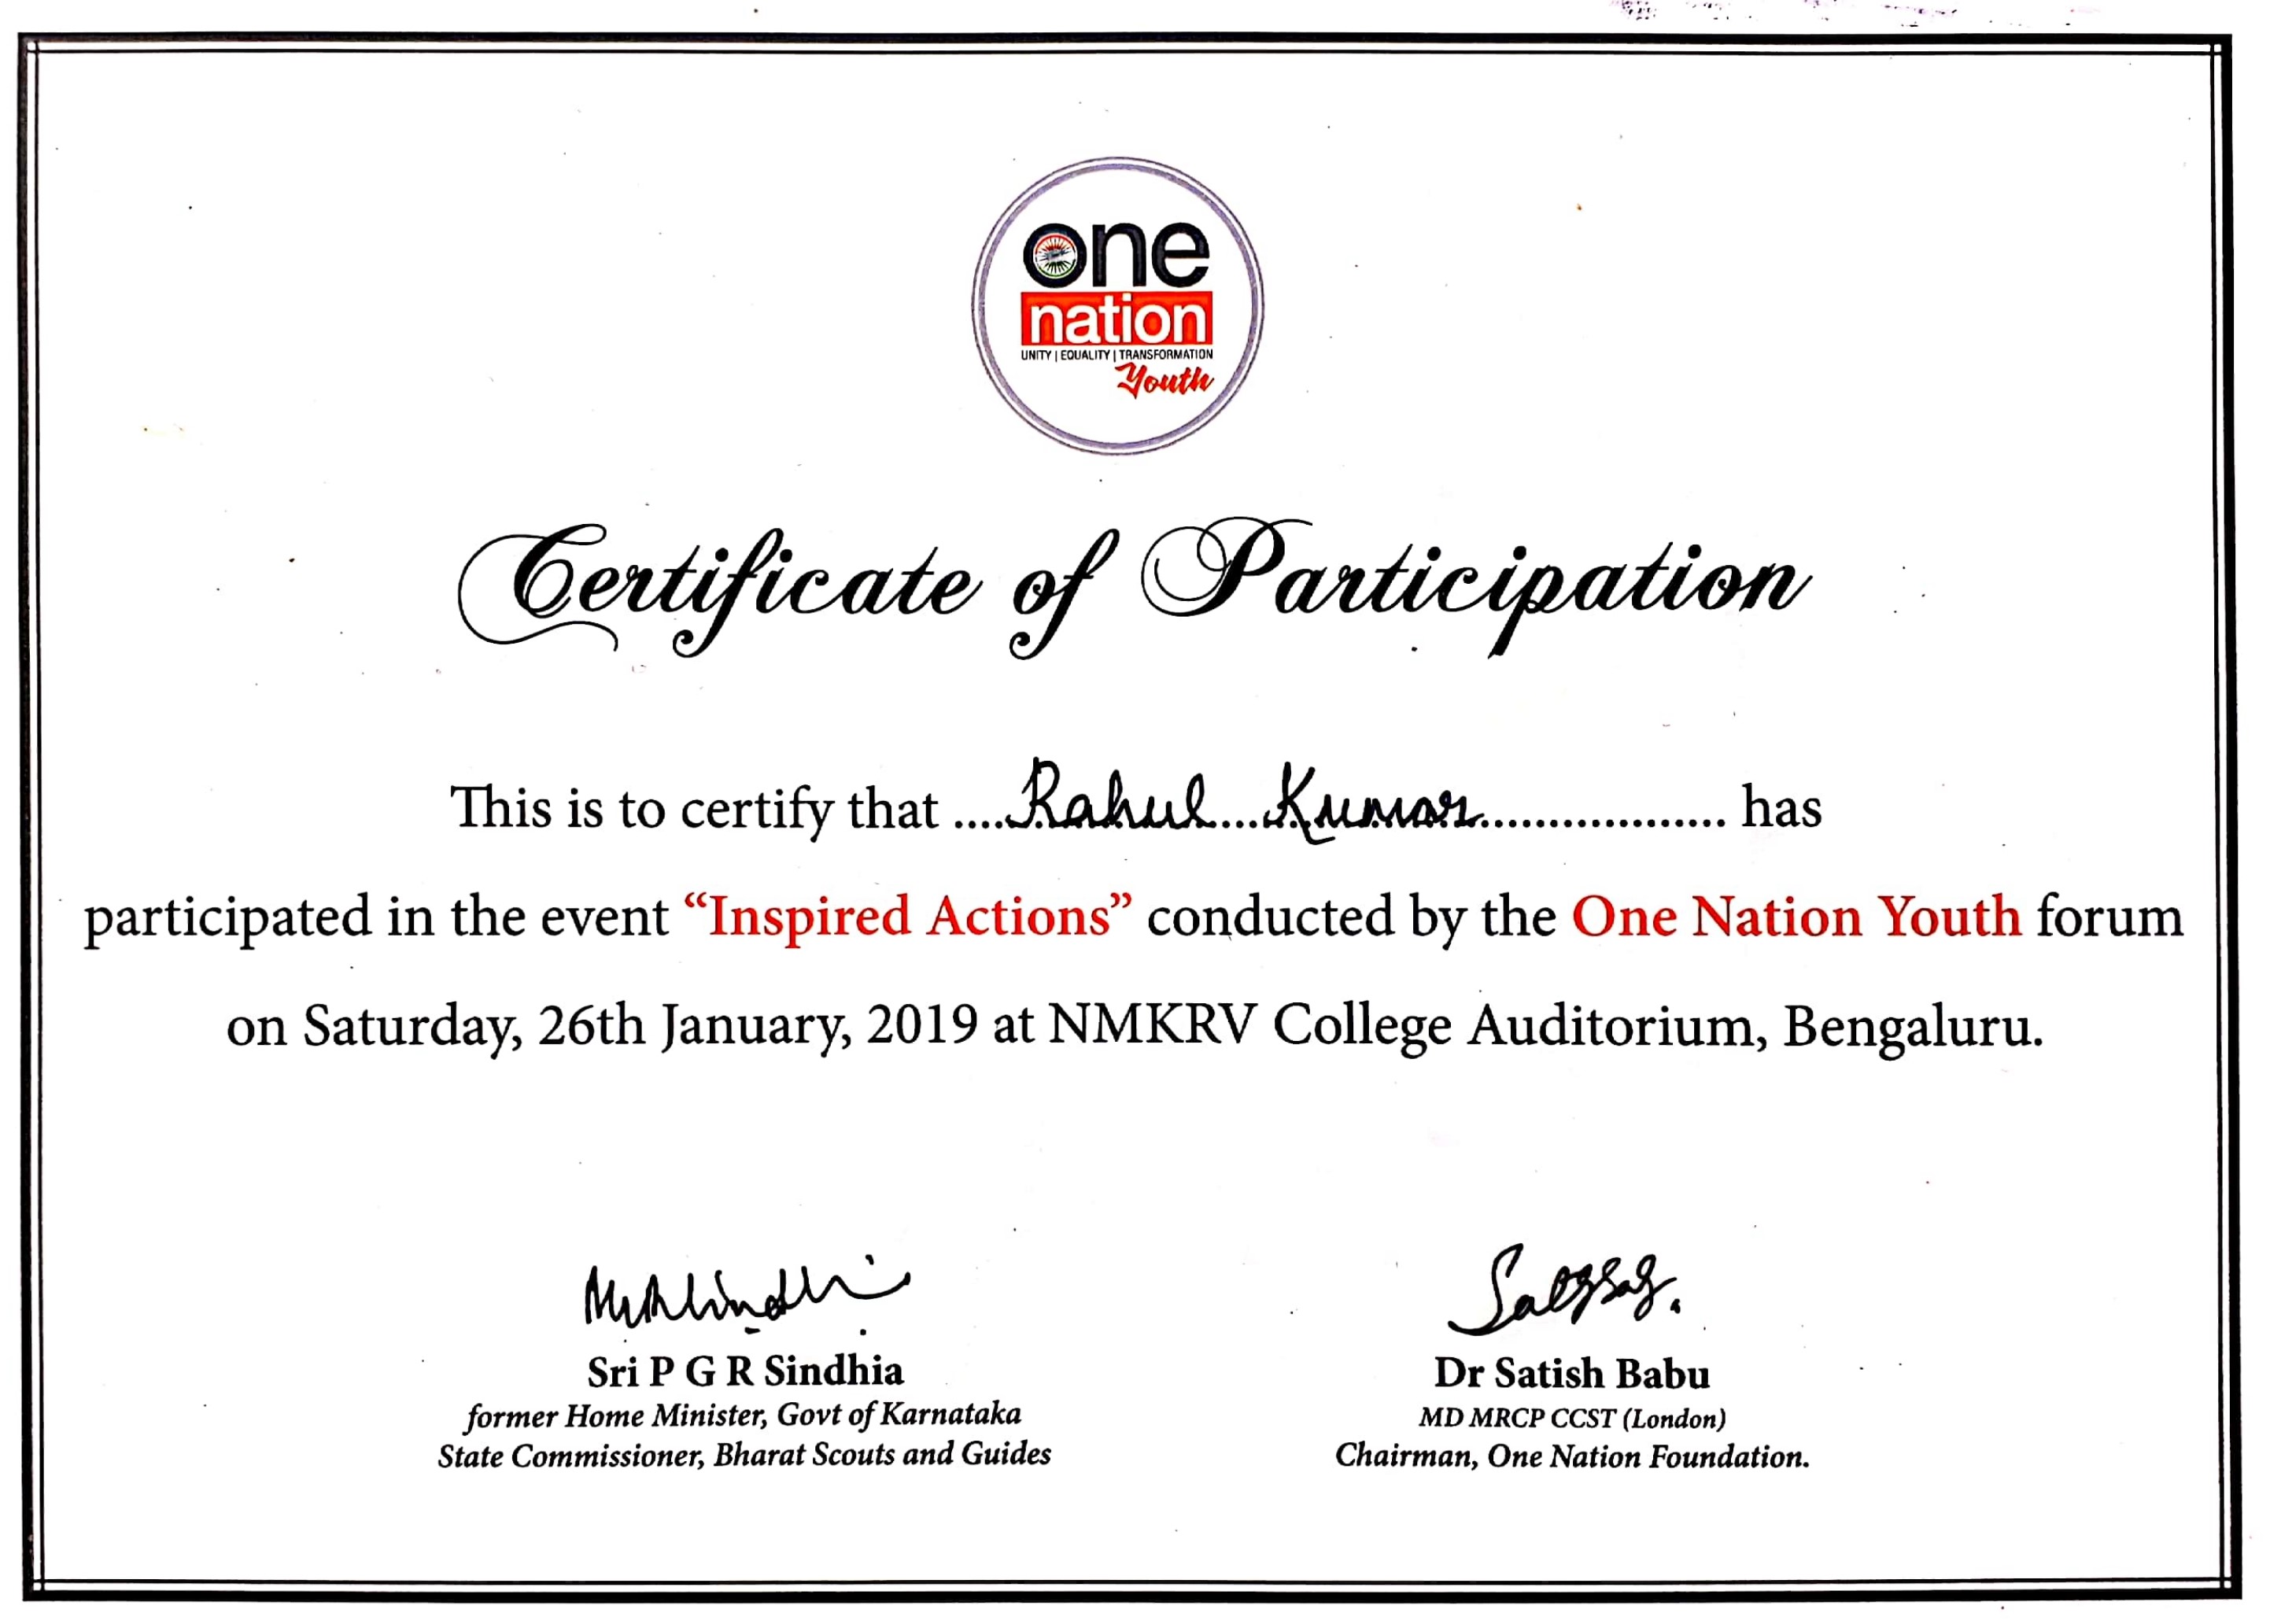 one
nation
UNITY | EQUALITY | TRANSFORMATION
Youth
Certificate of Participation
This is to certify that ....Rahul....Kumar.................... has
participated in the event “Inspired Actions” conducted by the One Nation Youth forum
on Saturday, 26th January, 2019 at NMKRV College Auditorium, Bengaluru.
Sri P G R Sindhia
former Home Minister, Govt of Karnataka
State Commissioner, Bharat Scouts and Guides
Dr Satish Babu
MD MRCP CCST (London)
Chairman, One Nation Foundation.